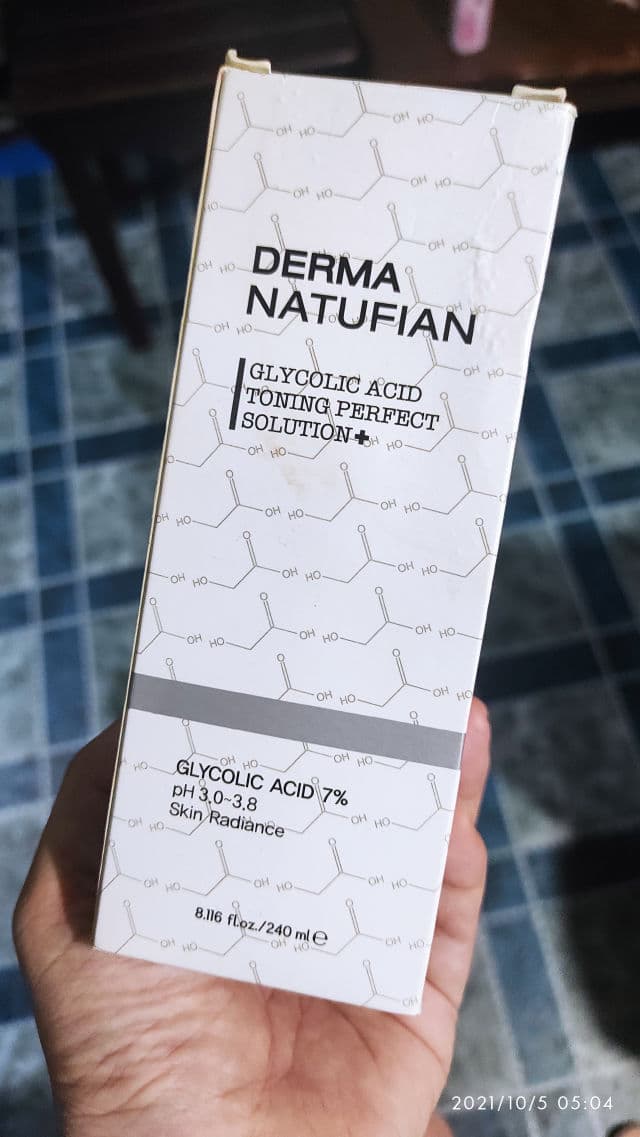 DERMA
NATUFIAN
GLYCOLIC ACID
TONING PERFECT
SOLUTION+
GLYCOLIC ACID 7%
pH 3.0~3.8
Skin Radiance
8.116 fl.oz./240 ml e
2021/10/5 05:04